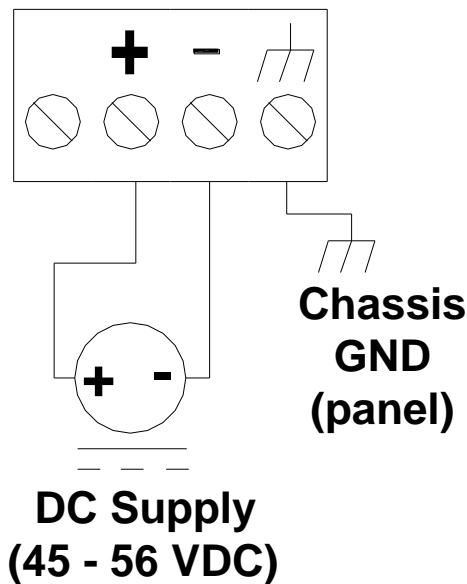 + -
+ -
Chassis
GND
(panel)
DC Supply
(45 - 56 VDC)